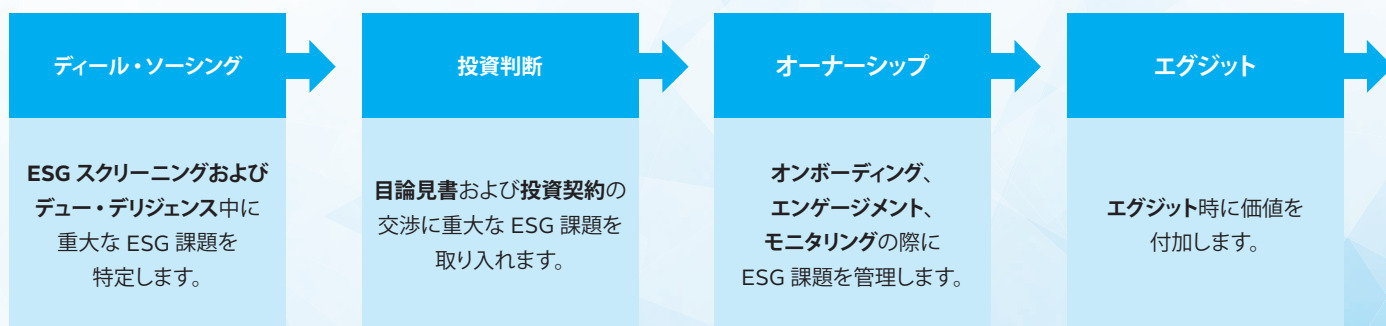 ディール・ソーシング
ESG スクリーニングおよび
デュー・デリジェンス中に
重大な ESG 課題を
特定します。
投資判断
目論見書および投資契約の
交渉に重大な ESG 課題を
取り入れます。
オーナーシップ
オンボーディング、
エンゲージメント、
モニタリングの際に
ESG 課題を管理します。
エグジット
エグジット時に価値を
付加します。